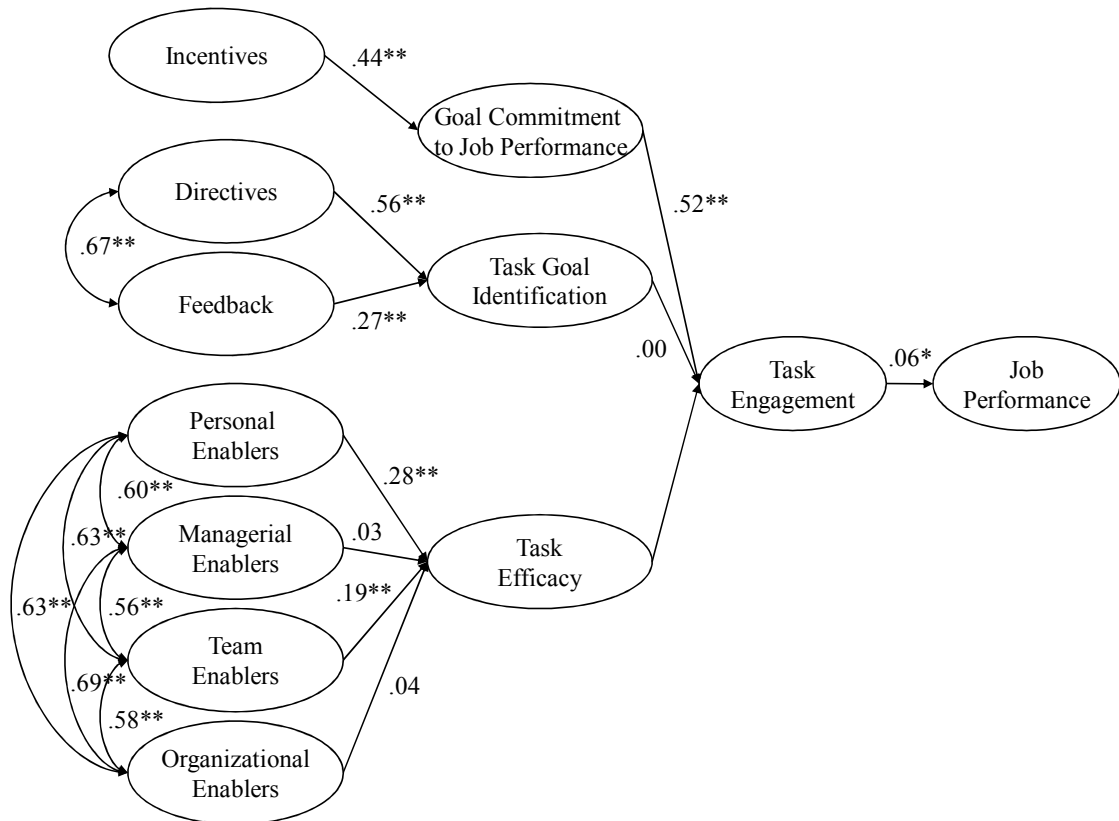 Incentives
.44**
Goal Commitment
to Job Performance
Directives
.56**
.52**
.67**
Task Goal
Identification
Feedback
.27**
.00
Task
Engagement
.06*
Job
Performance
Personal
Enablers
.28**
.60**
Managerial
Enablers
.03
.63**
Task
Efficacy
.19**
.63**
.56**
Team
Enablers
.69**
.04
.58**
Organizational
Enablers